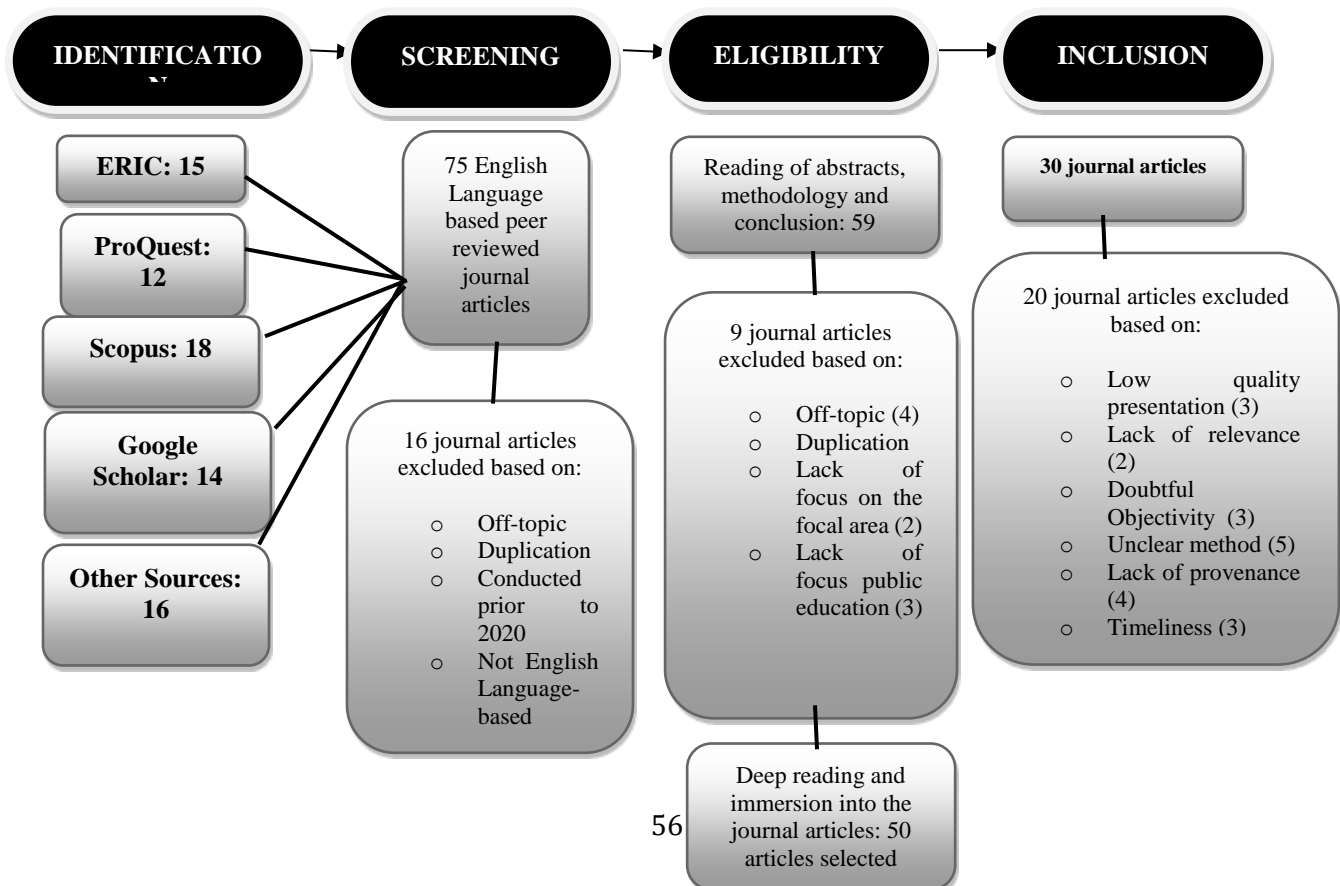 IDENTIFICATIO
N
SCREENING
ELIGIBILITY
INCLUSION
ERIC: 15
ProQuest:
12
Scopus: 18
Google
Scholar: 14
Other Sources:
16
75 English
Language
based peer
reviewed
journal
articles
16 journal articles
excluded based on:
o Off-topic
o Duplication
o Conducted
prior to
2020
o Not English
Language-
based
Reading of abstracts,
methodology and
conclusion: 59
9 journal articles
excluded based on:
o Off-topic (4)
o Duplication
o Lack of
focus on the
focal area (2)
o Lack of
focus public
education (3)
Deep reading and
immersion into the
journal articles: 50
articles selected
30 journal articles
20 journal articles excluded
based on:
o Low quality
presentation (3)
o Lack of relevance
(2)
o Doubtful
Objectivity (3)
o Unclear method (5)
o Lack of provenance
(4)
o Timeliness (3)
56